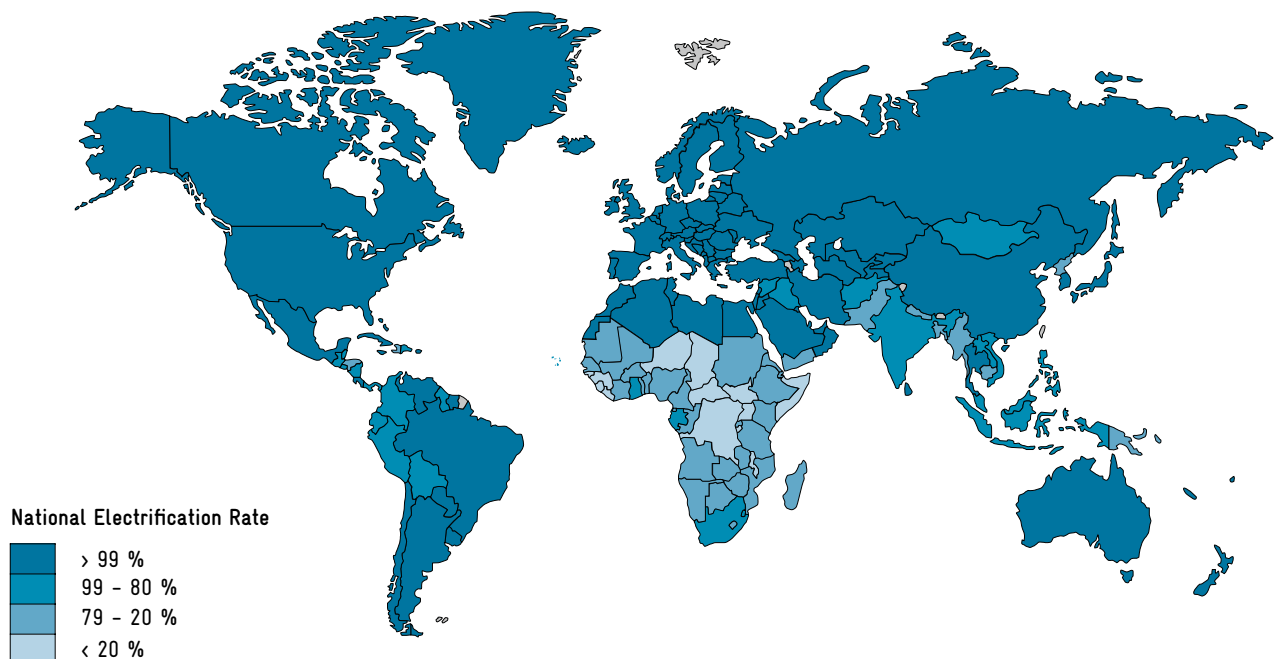 National Electrification Rate
› 99 %
99 - 80 %
79 - 20 %
‹ 20 %